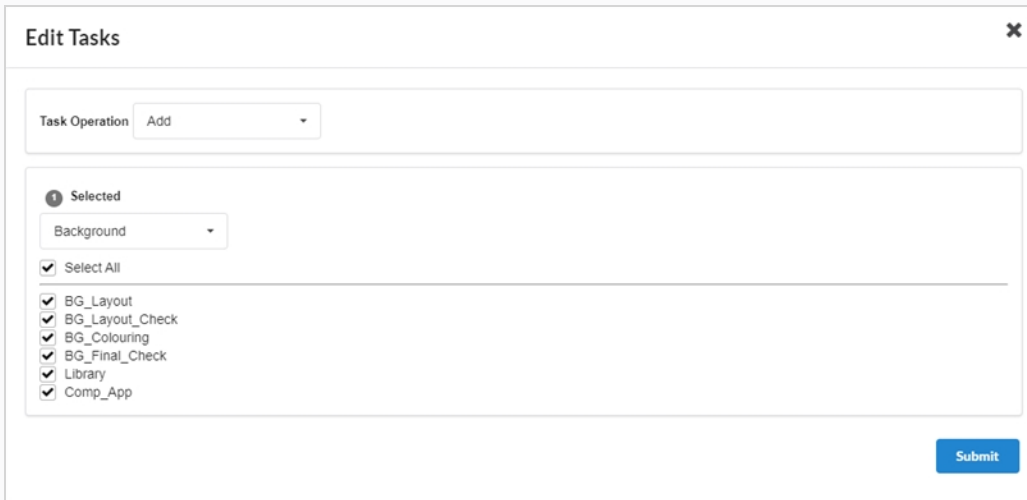 Edit Tasks
Task Operation Add
1 Selected
Background
Select All
BG_Layout
BG_Layout_Check
BG_Colouring
BG_Final_Check
Library
Comp_App
Submit